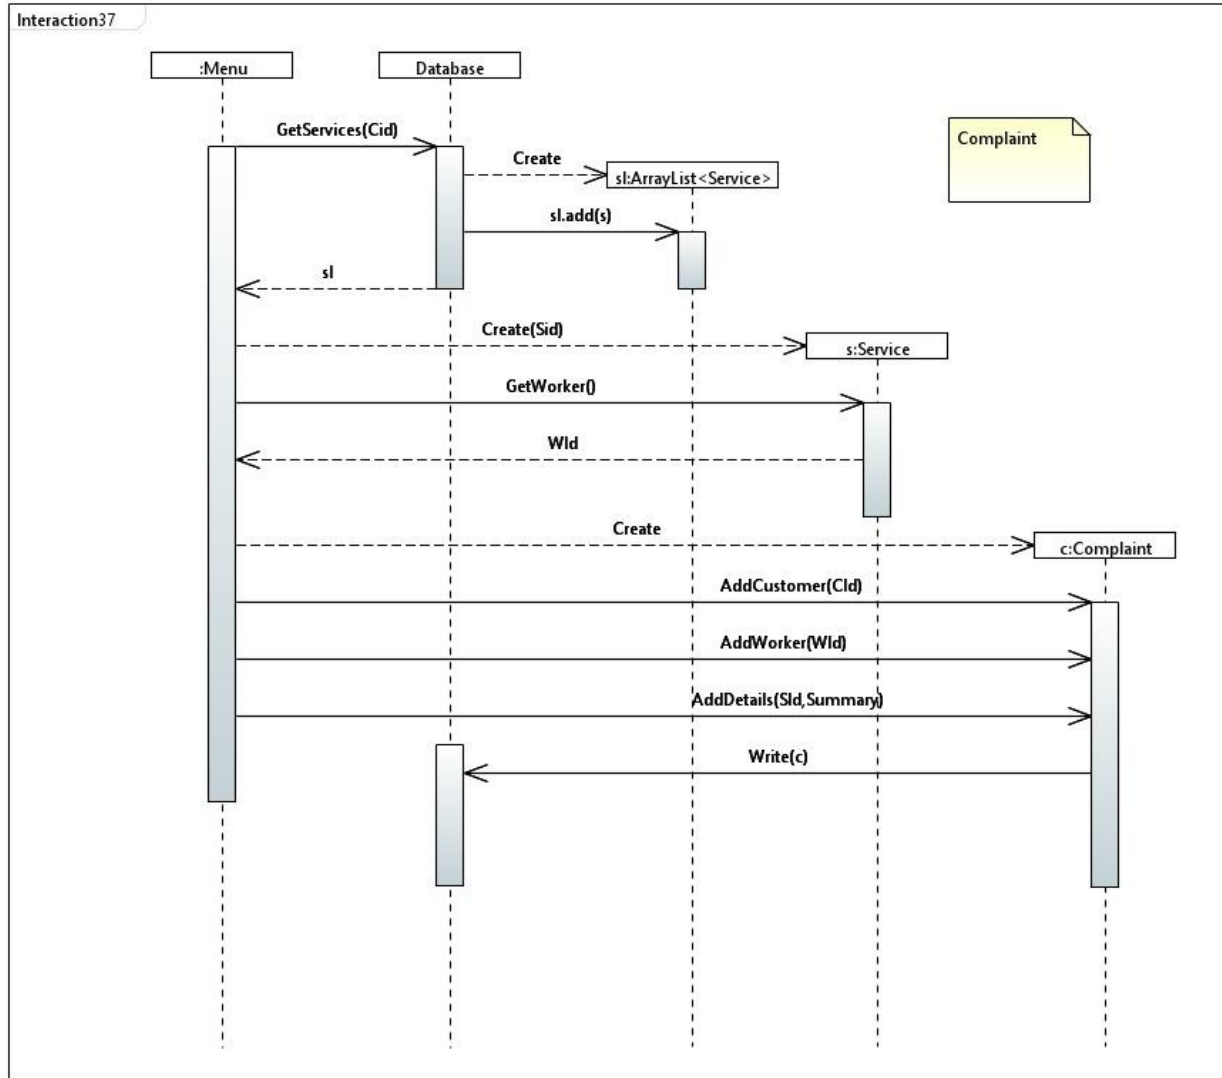 Interaction37
:Menu
Database
GetServices(Cid)
Complaint
Create
sl:ArrayList<Service>
sl.add(s)
sl
Create(Sid)
s:Service
GetWorker()
WId
Create
c:Complaint
AddCustomer(CId)
AddWorker(WId)
AddDetails(SId,Summary)
Write(c)